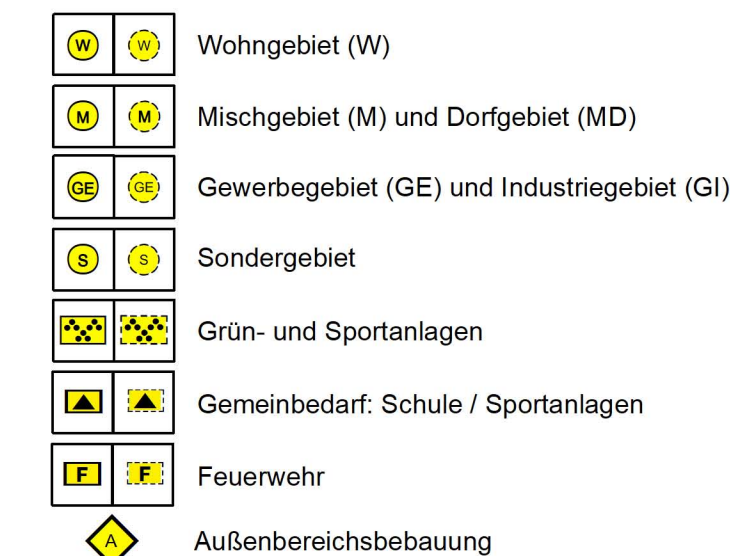 W W Wohngebiet (W)
M M Mischgebiet (M) und Dorfgebiet (MD)
GE GE Gewerbegebiet (GE) und Industriegebiet (GI)
S S Sondergebiet
Grün- und Sportanlagen
Gemeinbedarf: Schule / Sportanlagen
F F Feuerwehr
A Außenbereichsbebauung